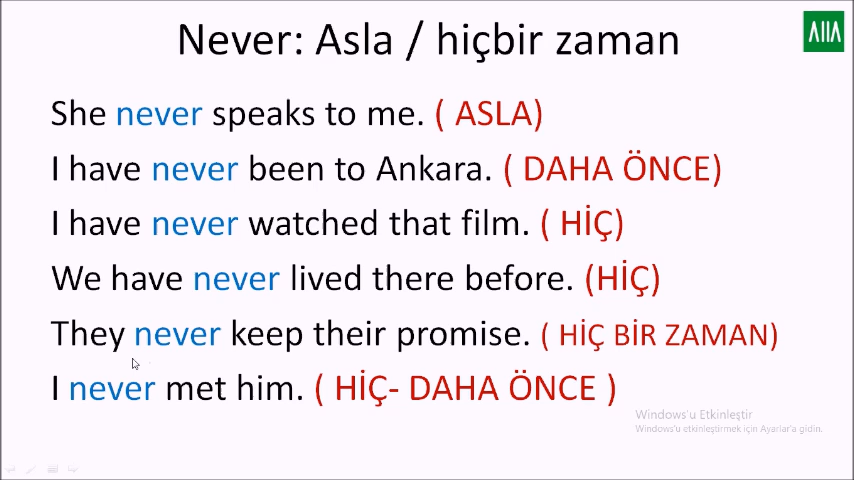 Never: Asla / hiçbir zaman
AllA
She never speaks to me. ( ASLA)
I have never been to Ankara. ( DAHA ÖNCE)
I have never watched that film. ( HİÇ)
We have never lived there before. (HİÇ)
They never keep their promise. ( HİÇ BİR ZAMAN)
I never met him. ( HİÇ- DAHA ÖNCE )
Windows'u Etkinleştir
Windows'u etkinleştirmek için Ayarlar'a gidin.